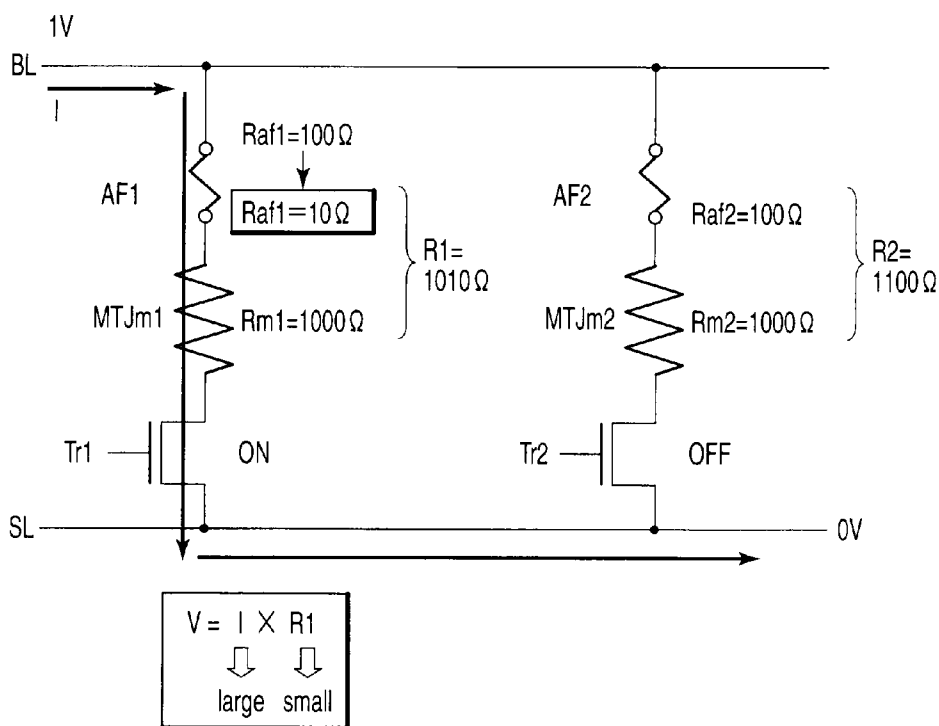 1V
BL
I
Raf1=100Ω
AF1
Raf1=10Ω
R1=
1010Ω
MTJm1
Rm1=1000Ω
AF2
Raf2=100Ω
R2=
1100Ω
MTJm2
Rm2=1000Ω
Tr1
ON
Tr2
OFF
SL
0V
V= I X R1
large small